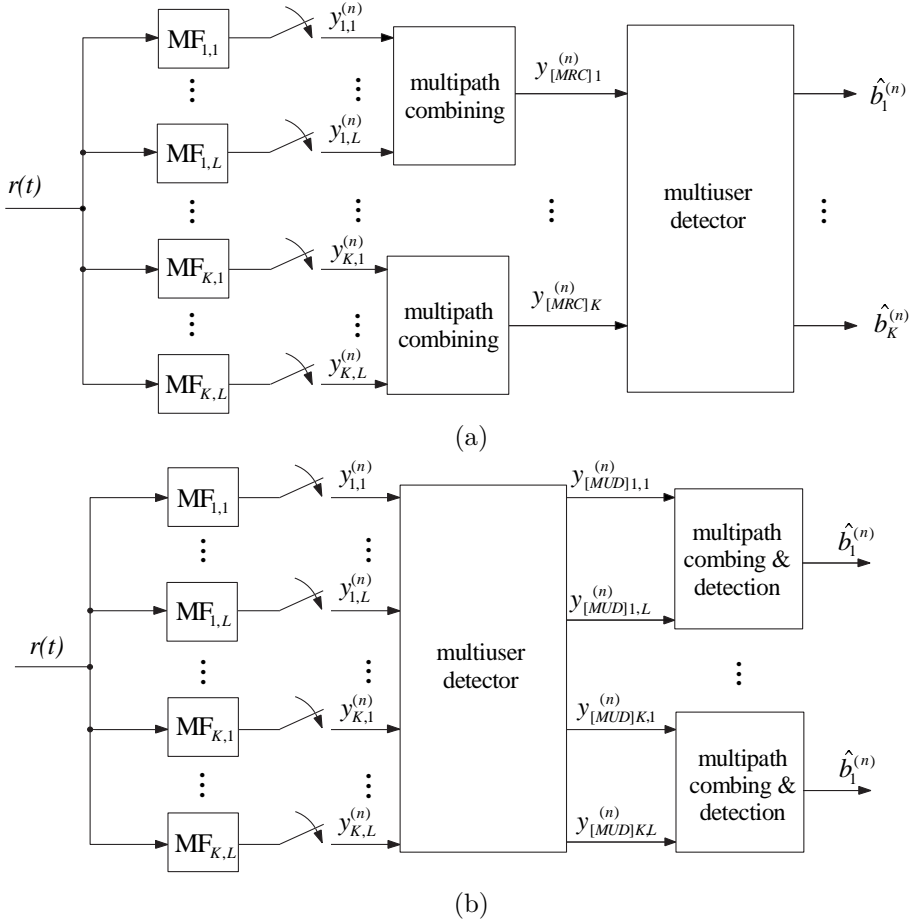 MF1,1
y1,1(n)
multipath
combining
y[MRC]1(n)
b̂1(n)
MF1,L
y1,L(n)
r(t)
multiuser
detector
MFK,1
yK,1(n)
multipath
combining
y[MRC]K(n)
b̂K(n)
MFK,L
yK,L(n)
(a)
MF1,1
y1,1(n)
y[MUD]1,1(n)
multipath
combing &
detection
b̂1(n)
MF1,L
y1,L(n)
y[MUD]1,L(n)
r(t)
multiuser
detector
MFK,1
yK,1(n)
y[MUD]K,1(n)
multipath
combing &
detection
b̂1(n)
MFK,L
yK,L(n)
y[MUD]K,L(n)
(b)